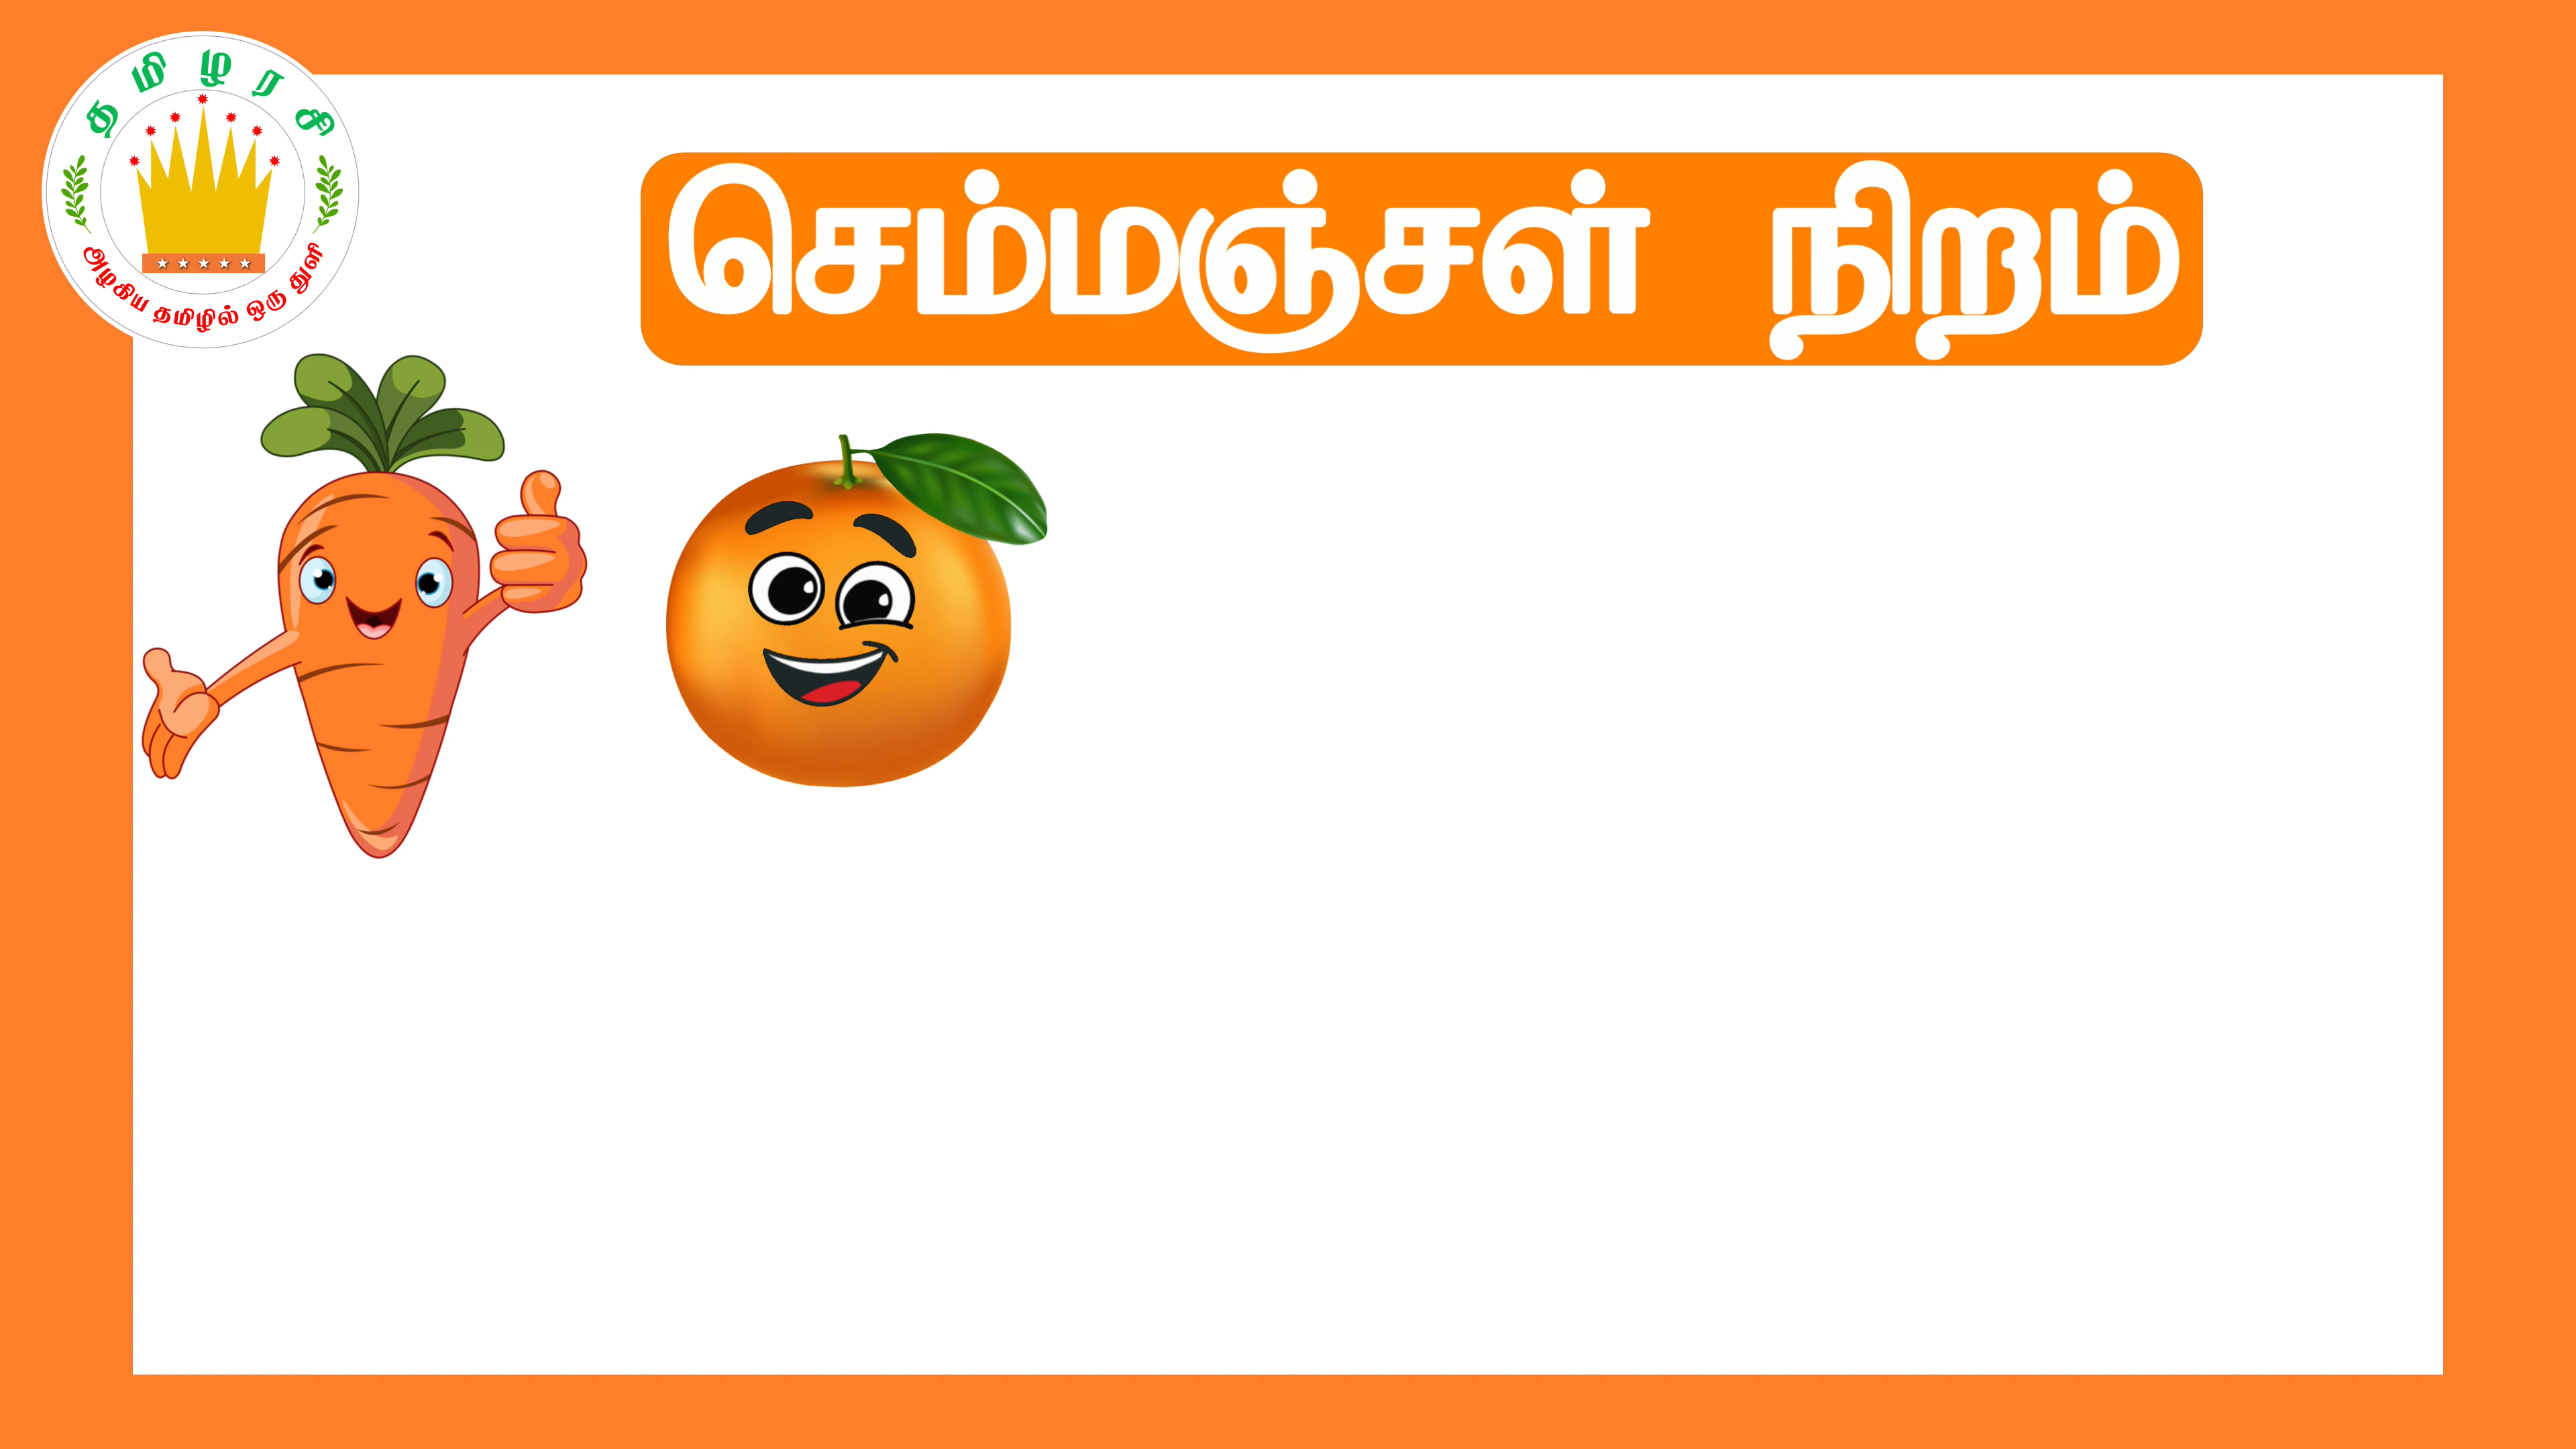 தமிழரசி
அழகிய தமிழில் ஒரு துளி
செம்மஞ்சள் நிறம்